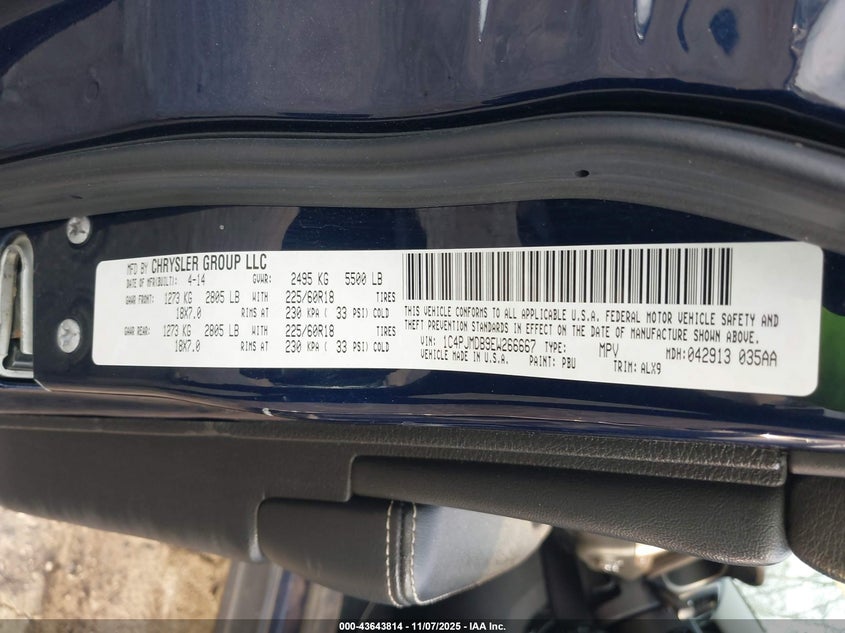 MFD BY CHRYSLER GROUP LLC
DATE OF MFR(BUILT): 4-14 GVWR: 2495 KG 5500 LB
GAWR FRONT: 1273 KG 2805 LB WITH 225/60R18 TIRES
18X7.0 RIMS AT 230 KPA ( 33 PSI) COLD
GAWR REAR: 1273 KG 2805 LB WITH 225/60R18 TIRES
18X7.0 RIMS AT 230 KPA ( 33 PSI) COLD
THIS VEHICLE CONFORMS TO ALL APPLICABLE U.S.A. FEDERAL MOTOR VEHICLE SAFETY AND
THEFT PREVENTION STANDARDS IN EFFECT ON THE DATE OF MANUFACTURE SHOWN ABOVE.
VIN: 1C4PJMDB9EW266667 TYPE: MPV MDH: 042913 035AA
VEHICLE MADE IN U.S.A. PAINT: PBU TRIM: ALX9
000-43643814 - 11/07/2025 - IAA Inc.